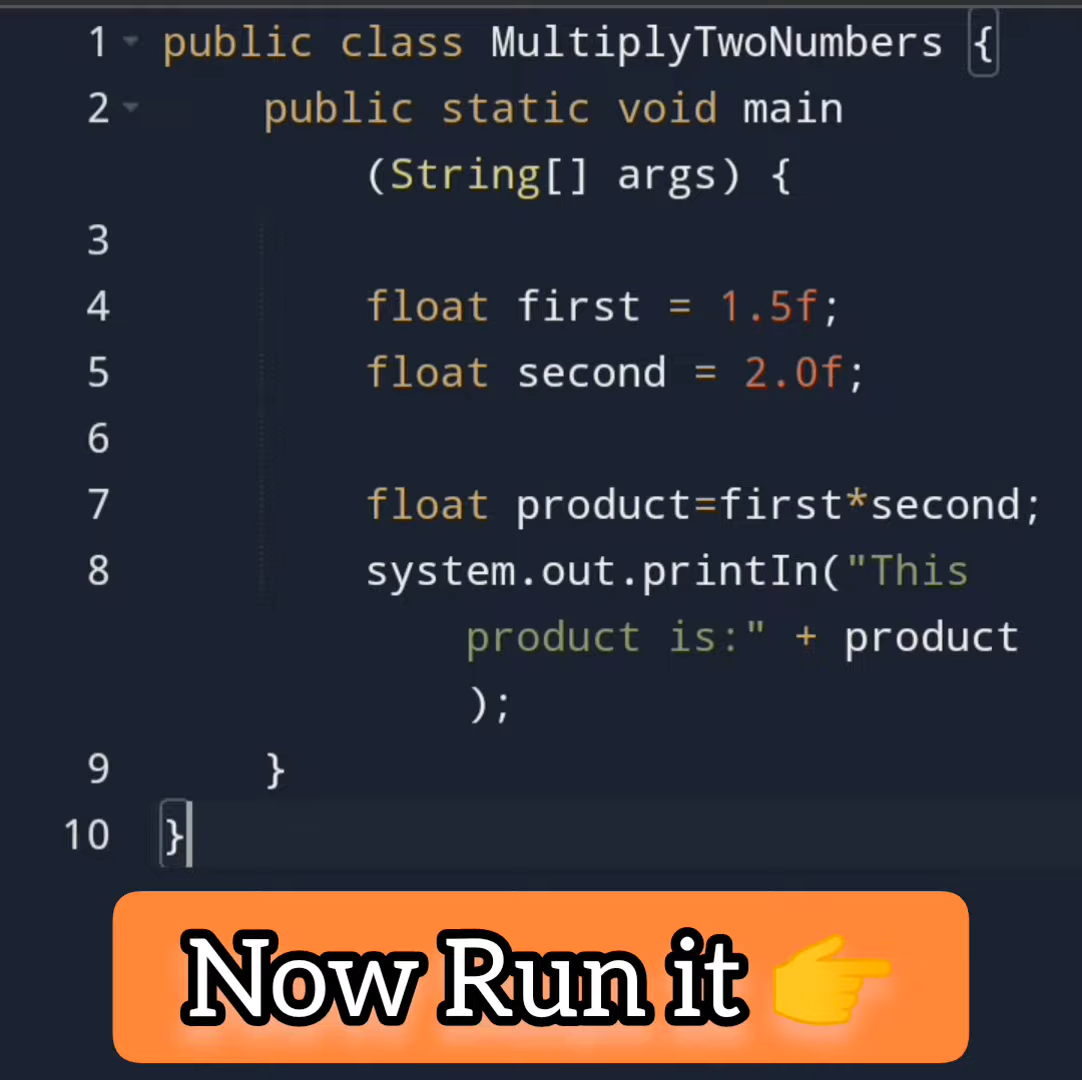 1 public class MultiplyTwoNumbers {
2 public static void main
(String[] args) {
3
4 float first = 1.5f;
5 float second = 2.0f;
6
7 float product=first*second;
8 system.out.printIn("This
product is:" + product
);
9 }
10 }
Now Run it 👉